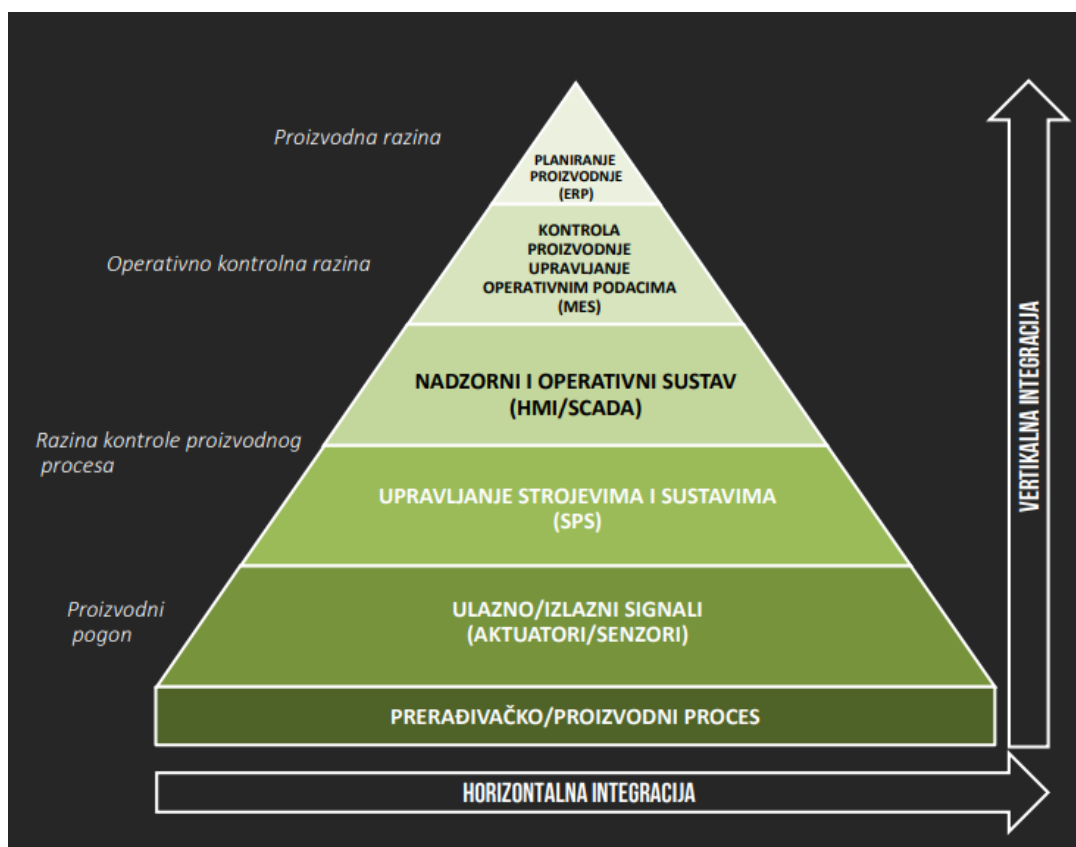 Proizvodna razina
PLANIRANJE
PROIZVODNJE
(ERP)
Operativno kontrolna razina
KONTROLA
PROIZVODNJE
UPRAVLJANJE
OPERATIVNIM PODACIMA
(MES)
NADZORNI I OPERATIVNI SUSTAV
(HMI/SCADA)
Razina kontrole proizvodnog
procesa
UPRAVLJANJE STROJEVIMA I SUSTAVIMA
(SPS)
Proizvodni
pogon
ULAZNO/IZLAZNI SIGNALI
(AKTUATORI/SENZORI)
PRERAĐIVAČKO/PROIZVODNI PROCES
HORIZONTALNA INTEGRACIJA
VERTIKALNA INTEGRACIJA